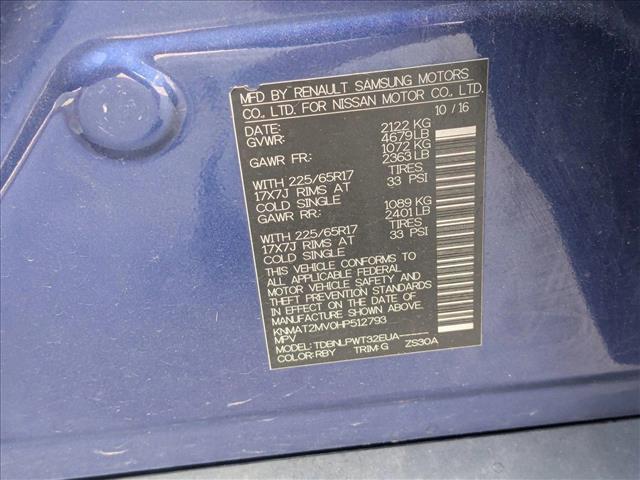 MFD BY RENAULT SAMSUNG MOTORS
CO., LTD. FOR NISSAN MOTOR CO., LTD.
10/16
DATE:
GVWR: 2122 KG
4679 LB
GAWR FR: 1072 KG
2363 LB
WITH 225/65R17 TIRES
17X7J RIMS AT 33 PSI
COLD SINGLE
GAWR RR: 1089 KG
2401 LB
WITH 225/65R17 TIRES
17X7J RIMS AT 33 PSI
COLD SINGLE
THIS VEHICLE CONFORMS TO
ALL APPLICABLE FEDERAL
MOTOR VEHICLE SAFETY AND
THEFT PREVENTION STANDARDS
IN EFFECT ON THE DATE OF
MANUFACTURE SHOWN ABOVE.
KNMAT2MV0HP512793
MPV
MODEL: TDBNLPWT32EUA-----
COLOR: RBY TRIM: G ZS30A